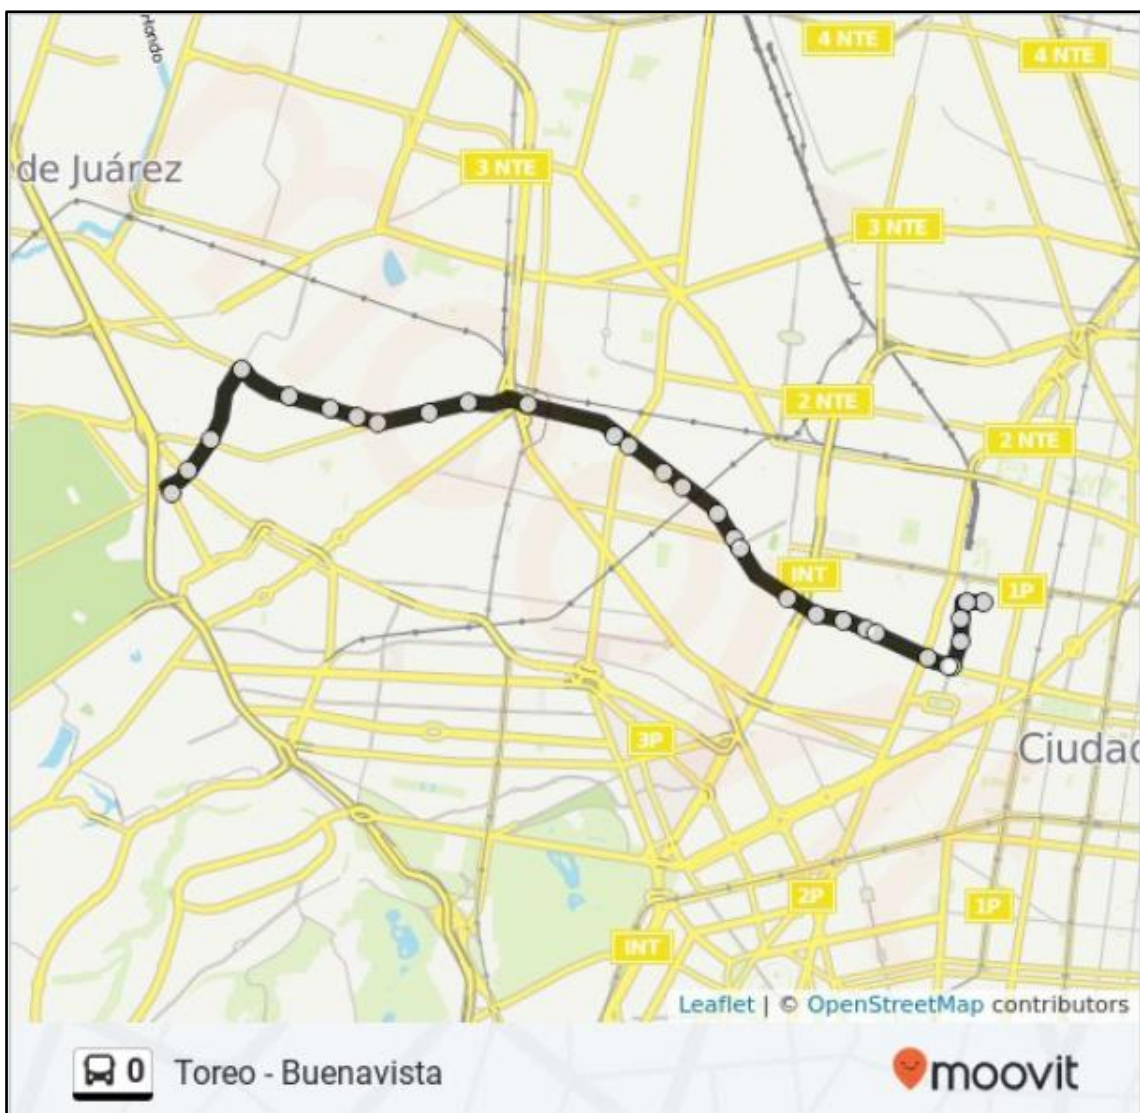 Hondo
4 NTE
4 NTE
de Juárez
3 NTE
3 NTE
2 NTE
2 NTE
INT
1P
3P
Ciudad
2P
1P
INT
Leaflet | © OpenStreetMap contributors
0 Toreo - Buenavista
moovit